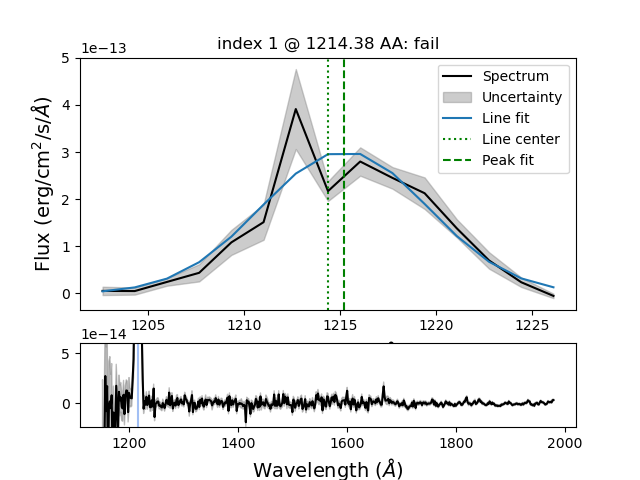 index 1 @ 1214.38 AA: fail
1e−13
5
4
3
2
1
0
Flux (erg/cm²/s/Å)
Spectrum
Uncertainty
Line fit
Line center
Peak fit
1205 1210 1215 1220 1225
1e−14
5
0
1200 1400 1600 1800 2000
Wavelength (Å)